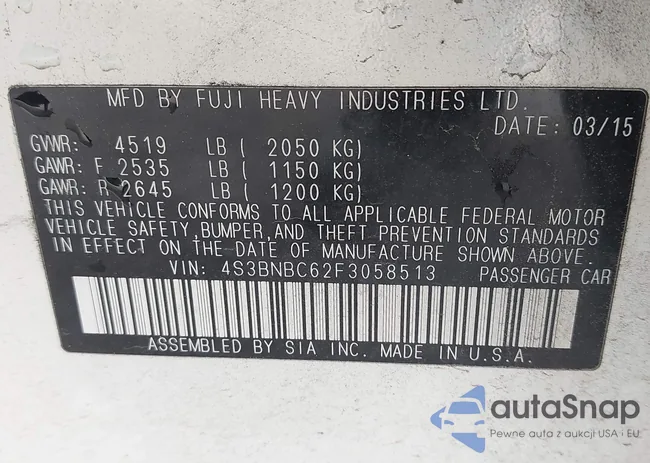 MFD BY FUJI HEAVY INDUSTRIES LTD.
DATE: 03/15
GVWR: 4519 LB ( 2050 KG)
GAWR: F 2535 LB ( 1150 KG)
GAWR: R 2645 LB ( 1200 KG)
THIS VEHICLE CONFORMS TO ALL APPLICABLE FEDERAL MOTOR
VEHICLE SAFETY, BUMPER, AND THEFT PREVENTION STANDARDS
IN EFFECT ON THE DATE OF MANUFACTURE SHOWN ABOVE.
VIN: 4S3BNBC62F3058513 PASSENGER CAR
ASSEMBLED BY SIA INC. MADE IN U.S.A.
autaSnap
Pewne auta z aukcji USA i EU